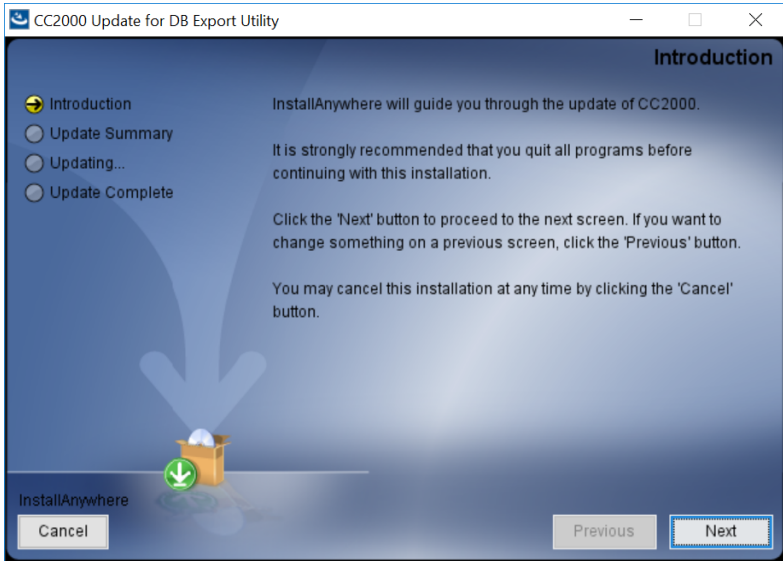 CC2000 Update for DB Export Utility
Introduction
Introduction
Update Summary
Updating...
Update Complete
InstallAnywhere will guide you through the update of CC2000.
It is strongly recommended that you quit all programs before
continuing with this installation.
Click the 'Next' button to proceed to the next screen. If you want to
change something on a previous screen, click the 'Previous' button.
You may cancel this installation at any time by clicking the 'Cancel'
button.
InstallAnywhere
Cancel
Previous
Next